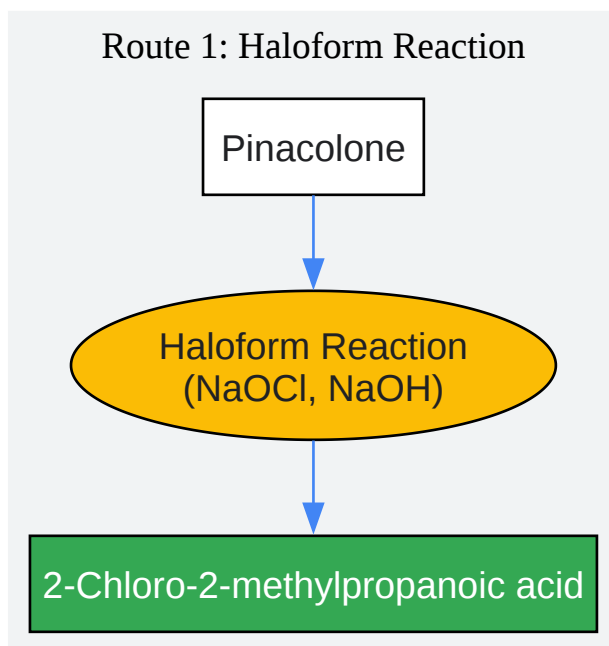 Route 1: Haloform Reaction
Pinacolone
Haloform Reaction
(NaOCl, NaOH)
2-Chloro-2-methylpropanoic acid